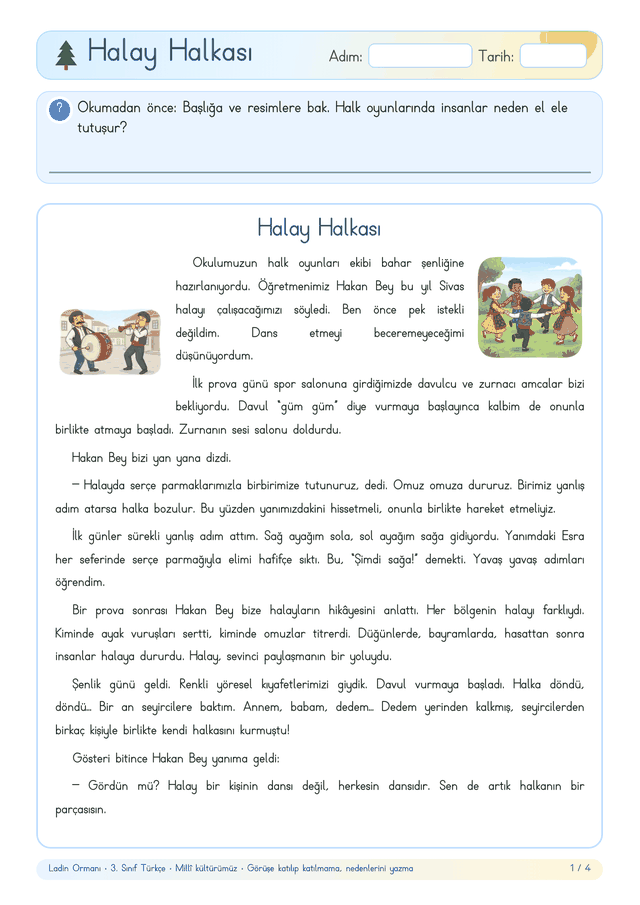 Halay Halkası
Adım:
Tarih:
? Okumadan önce: Başlığa ve resimlere bak. Halk oyunlarında insanlar neden el ele
tutuşur?
Halay Halkası
Okulumuzun halk oyunları ekibi bahar şenliğine
hazırlanıyordu. Öğretmenimiz Hakan Bey bu yıl Sivas
halayı çalışacağımızı söyledi. Ben önce pek istekli
değildim. Dans etmeyi beceremeyeceğimi
düşünüyordum.
İlk prova günü spor salonuna girdiğimizde davulcu ve zurnacı amcalar bizi
bekliyordu. Davul "güm güm" diye vurmaya başlayınca kalbim de onunla
birlikte atmaya başladı. Zurnanın sesi salonu doldurdu.
Hakan Bey bizi yan yana dizdi.
– Halayda serçe parmaklarımızla birbirimize tutunuruz, dedi. Omuz omuza dururuz. Birimiz yanlış
adım atarsa halka bozulur. Bu yüzden yanımızdakini hissetmeli, onunla birlikte hareket etmeliyiz.
İlk günler sürekli yanlış adım attım. Sağ ayağım sola, sol ayağım sağa gidiyordu. Yanımdaki Esra
her seferinde serçe parmağıyla elimi hafifçe sıktı. Bu, "Şimdi sağa!" demekti. Yavaş yavaş adımları
öğrendim.
Bir prova sonrası Hakan Bey bize halayların hikâyesini anlattı. Her bölgenin halayı farklıydı.
Kiminde ayak vuruşları sertti, kiminde omuzlar titrerdi. Düğünlerde, bayramlarda, hasattan sonra
insanlar halaya dururdu. Halay, sevinci paylaşmanın bir yoluydu.
Şenlik günü geldi. Renkli yöresel kıyafetlerimizi giydik. Davul vurmaya başladı. Halka döndü,
döndü… Bir an seyircilere baktım. Annem, babam, dedem… Dedem yerinden kalkmış, seyircilerden
birkaç kişiyle birlikte kendi halkasını kurmuştu!
Gösteri bitince Hakan Bey yanıma geldi:
– Gördün mü? Halay bir kişinin dansı değil, herkesin dansıdır. Sen de artık halkanın bir
parçasısın.
Ladin Ormanı • 3. Sınıf Türkçe • Millî kültürümüz • Görüşe katılıp katılmama, nedenlerini yazma
1 / 4